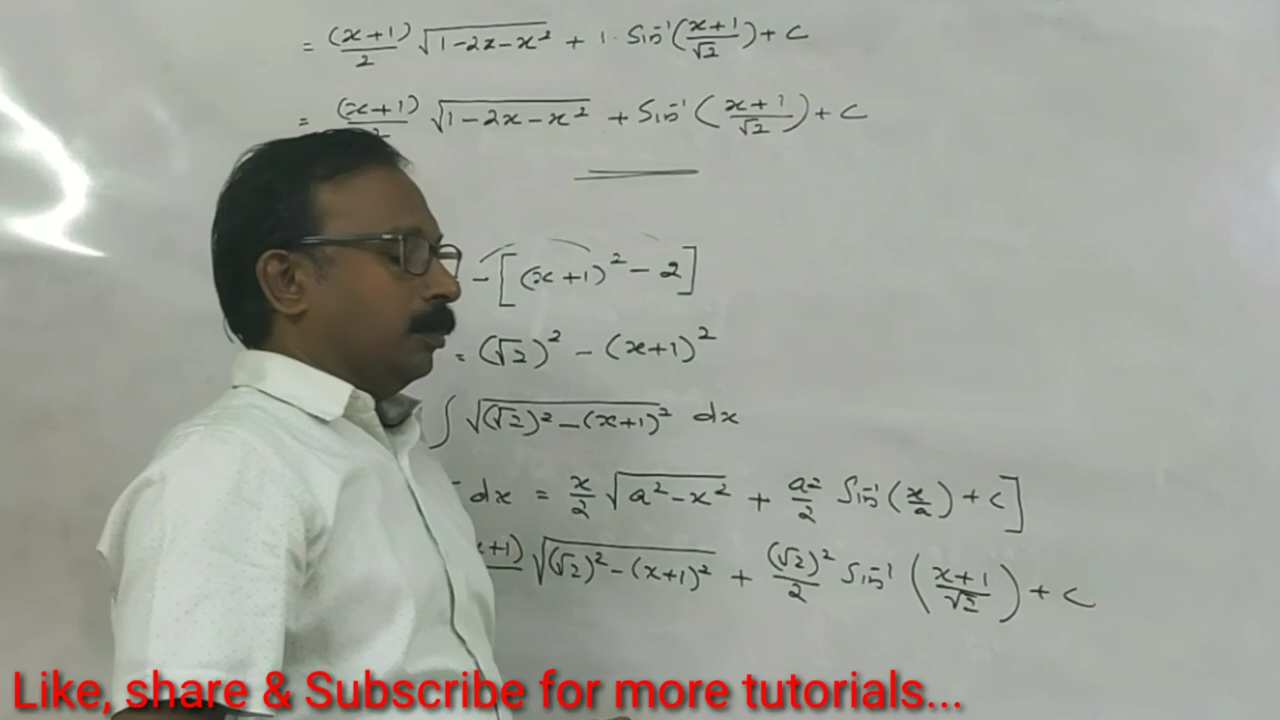 = (x+1)/2 √(1-2x-x²) + 1. Sin⁻¹((x+1)/√2) + C
= (x+1)/2 √(1-2x-x²) + Sin⁻¹((x+1)/√2) + C
-[(x+1)² - 2]
= (√2)² - (x+1)²
∫ √((√2)² - (x+1)²) dx
dx = x/2 √(a²-x²) + a²/2 Sin⁻¹(x/a) + C]
x+1) √((√2)² - (x+1)²) + (√2)²/2 Sin⁻¹((x+1)/√2) + C
Like, share & Subscribe for more tutorials...